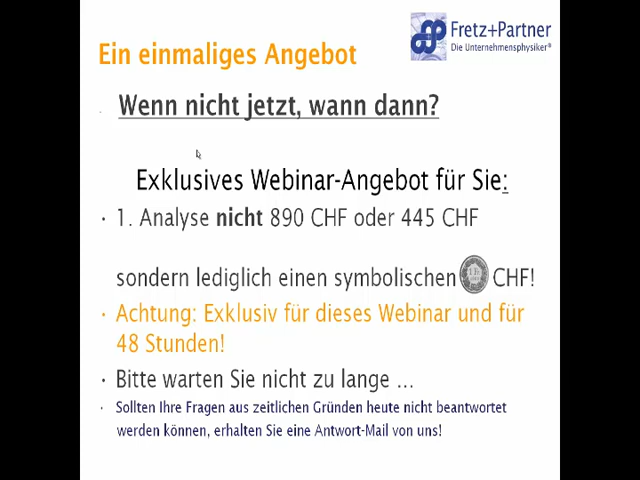 Fretz+Partner
Die Unternehmensphysiker®
Ein einmaliges Angebot
Wenn nicht jetzt, wann dann?
Exklusives Webinar-Angebot für Sie:
• 1. Analyse nicht 890 CHF oder 445 CHF
sondern lediglich einen symbolischen 1 Fr. CHF!
• Achtung: Exklusiv für dieses Webinar und für
48 Stunden!
• Bitte warten Sie nicht zu lange ...
• Sollten Ihre Fragen aus zeitlichen Gründen heute nicht beantwortet
werden können, erhalten Sie eine Antwort-Mail von uns!